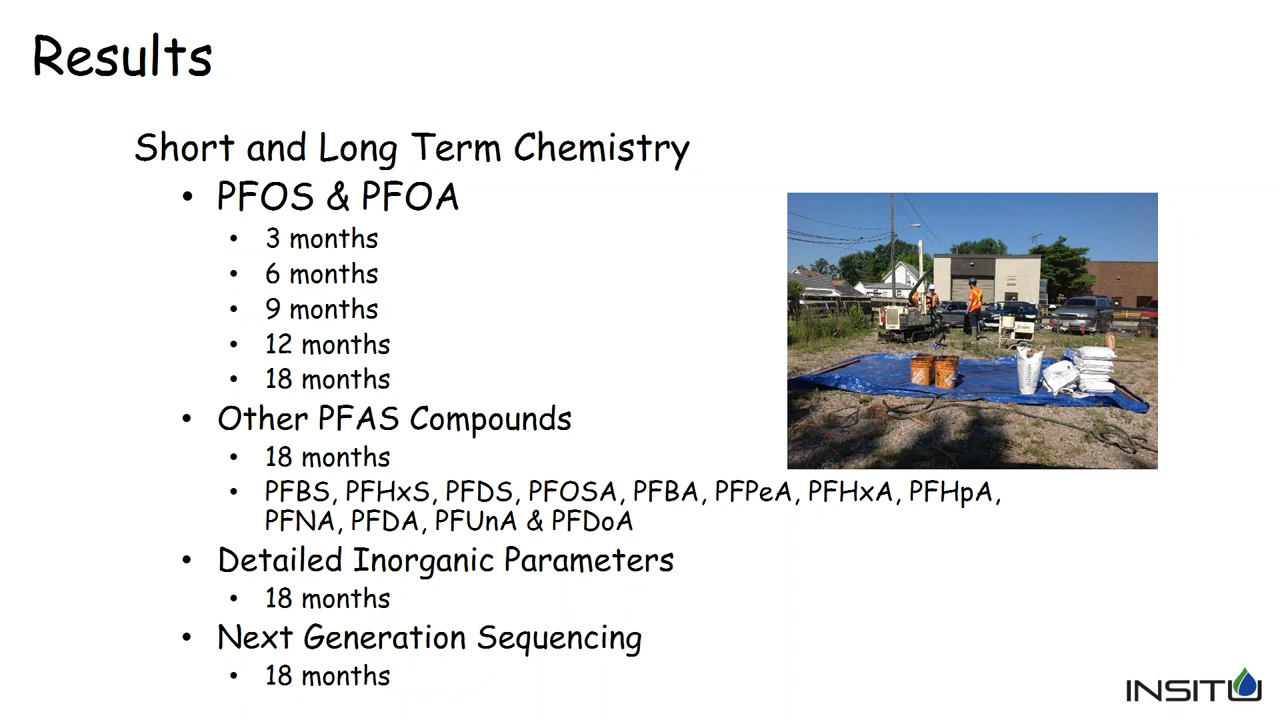 Results
Short and Long Term Chemistry
• PFOS & PFOA
• 3 months
• 6 months
• 9 months
• 12 months
• 18 months
• Other PFAS Compounds
• 18 months
• PFBS, PFHxS, PFDS, PFOSA, PFBA, PFPeA, PFHxA, PFHpA,
PFNA, PFDA, PFUnA & PFDoA
• Detailed Inorganic Parameters
• 18 months
• Next Generation Sequencing
• 18 months
INSITU